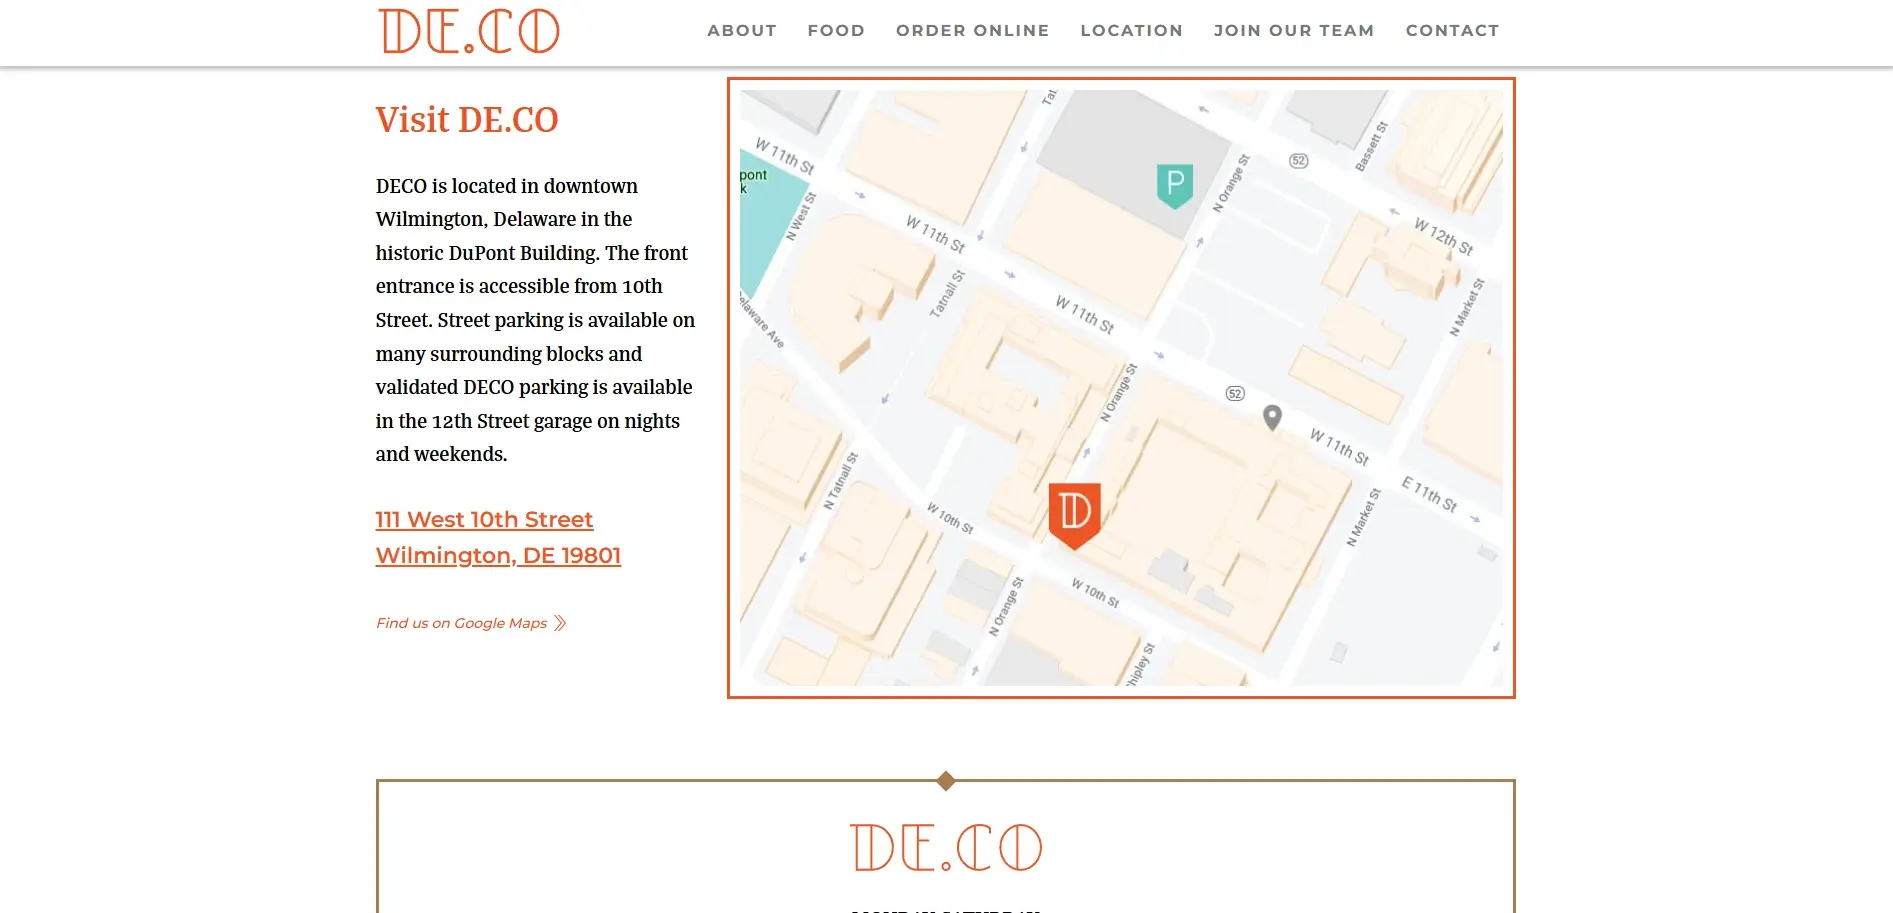 DE.CO
ABOUT FOOD ORDER ONLINE LOCATION JOIN OUR TEAM CONTACT
Visit DE.CO
DECO is located in downtown
Wilmington, Delaware in the
historic DuPont Building. The front
entrance is accessible from 10th
Street. Street parking is available on
many surrounding blocks and
validated DECO parking is available
in the 12th Street garage on nights
and weekends.
111 West 10th Street
Wilmington, DE 19801
Find us on Google Maps
Tat
W 11th St
pont
k
N West St
W 11th St
Tatnall St
P
N Orange St
52
Bassett St
W 12th St
N Market St
elaware Ave
W 11th St
N Orange St
52
W 11th St
E 11th St
N Tatnall St
W 10th St
D
N Market St
N Orange St
W 10th St
Shipley St
DE.CO